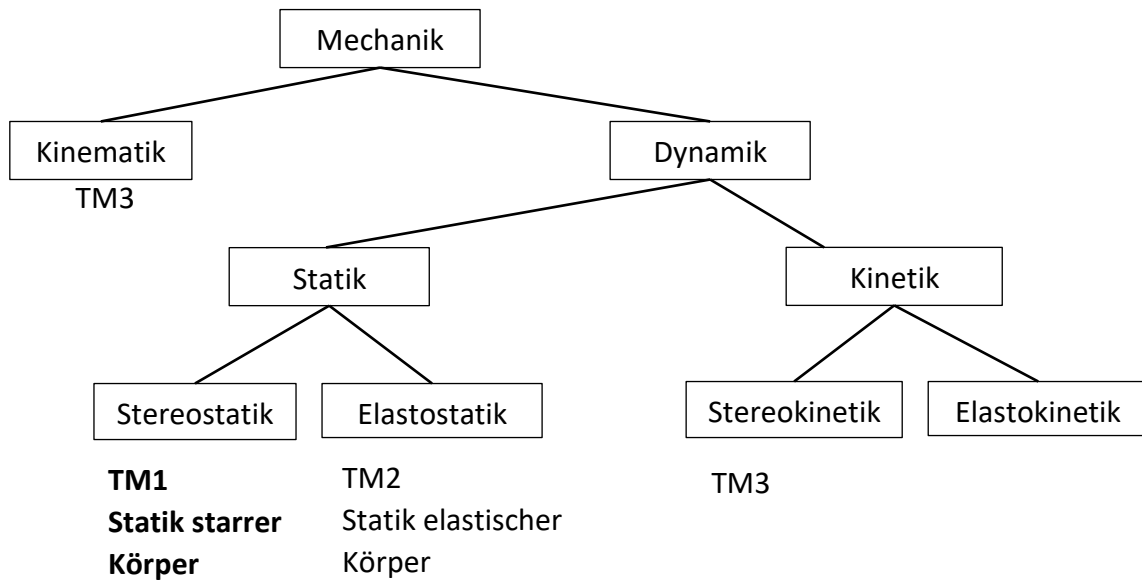 Mechanik
Kinematik
Dynamik
TM3
Statik
Kinetik
Stereostatik
Elastostatik
Stereokinetik
Elastokinetik
TM1
Statik starrer
Körper
TM2
Statik elastischer
Körper
TM3